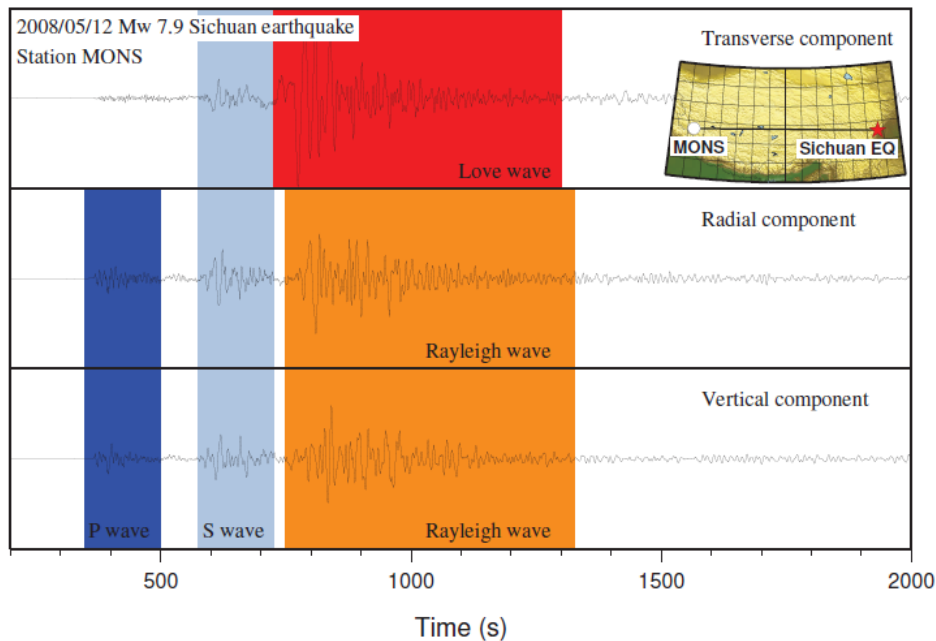 2008/05/12 Mw 7.9 Sichuan earthquake
Station MONS
Transverse component
MONS
Sichuan EQ
Love wave
Radial component
Rayleigh wave
Vertical component
P wave
S wave
Rayleigh wave
500
1000
1500
2000
Time (s)